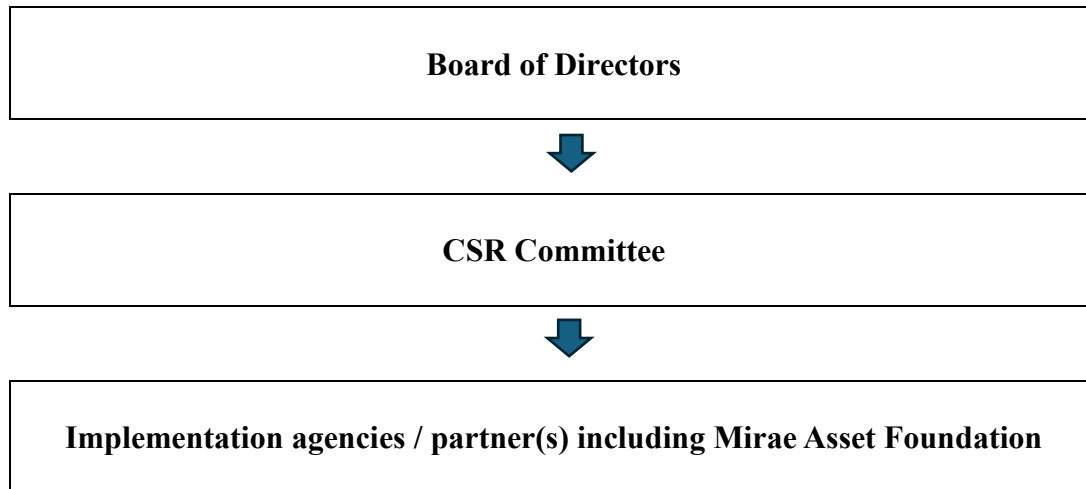 Board of Directors
CSR Committee
Implementation agencies / partner(s) including Mirae Asset Foundation